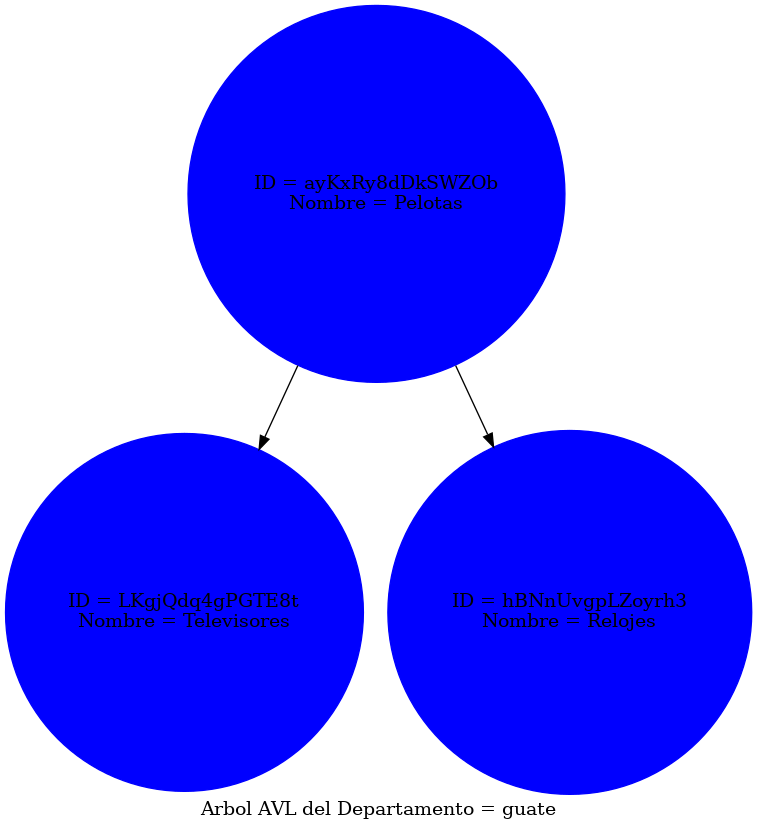 ID = ayKxRy8dDkSWZOb
Nombre = Pelotas
ID = LKgjQdq4gPGTE8t
Nombre = Televisores
ID = hBNnUvgpLZoyrh3
Nombre = Relojes
Arbol AVL del Departamento = guate